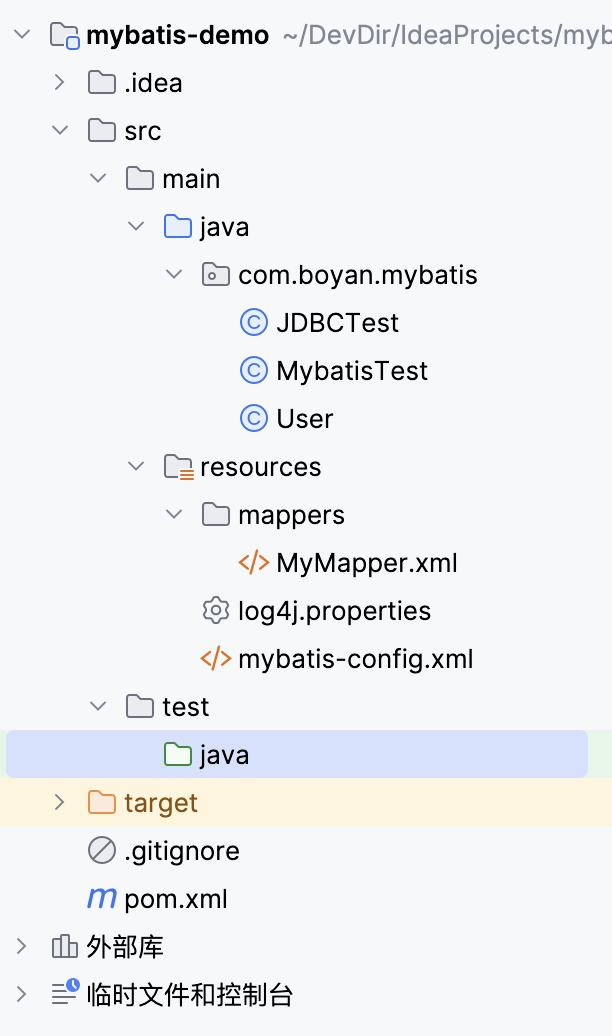 mybatis-demo ~/DevDir/IdeaProjects/myb
.idea
src
main
java
com.boyan.mybatis
JDBCTest
MybatisTest
User
resources
mappers
MyMapper.xml
log4j.properties
mybatis-config.xml
test
java
target
.gitignore
pom.xml
外部库
临时文件和控制台